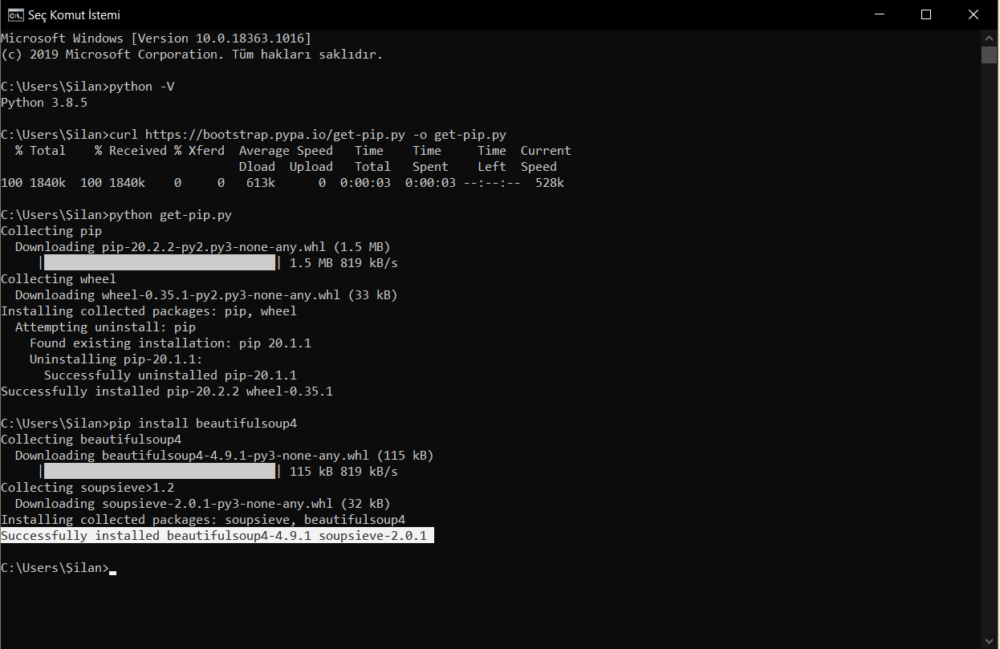 Seç Komut İstemi
Microsoft Windows [Version 10.0.18363.1016]
(c) 2019 Microsoft Corporation. Tüm hakları saklıdır.
C:\Users\Şilan>python -V
Python 3.8.5
C:\Users\Şilan>curl https://bootstrap.pypa.io/get-pip.py -o get-pip.py
  % Total    % Received % Xferd  Average Speed   Time    Time     Time  Current
                                 Dload  Upload   Total   Spent    Left  Speed
100 1840k  100 1840k    0     0   613k      0  0:00:03  0:00:03 --:--:--  528k
C:\Users\Şilan>python get-pip.py
Collecting pip
  Downloading pip-20.2.2-py2.py3-none-any.whl (1.5 MB)
     |████████████████████████████████| 1.5 MB 819 kB/s
Collecting wheel
  Downloading wheel-0.35.1-py2.py3-none-any.whl (33 kB)
Installing collected packages: pip, wheel
  Attempting uninstall: pip
    Found existing installation: pip 20.1.1
    Uninstalling pip-20.1.1:
      Successfully uninstalled pip-20.1.1
Successfully installed pip-20.2.2 wheel-0.35.1
C:\Users\Şilan>pip install beautifulsoup4
Collecting beautifulsoup4
  Downloading beautifulsoup4-4.9.1-py3-none-any.whl (115 kB)
     |████████████████████████████████| 115 kB 819 kB/s
Collecting soupsieve>1.2
  Downloading soupsieve-2.0.1-py3-none-any.whl (32 kB)
Installing collected packages: soupsieve, beautifulsoup4
Successfully installed beautifulsoup4-4.9.1 soupsieve-2.0.1
C:\Users\Şilan>